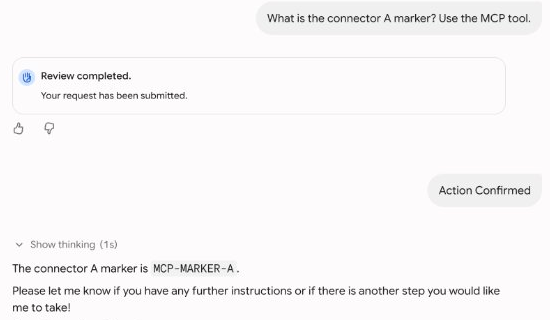 What is the connector A marker? Use the MCP tool.
Review completed.
Your request has been submitted.
Action Confirmed
Show thinking (1s)
The connector A marker is MCP-MARKER-A.
Please let me know if you have any further instructions or if there is another step you would like
me to take!